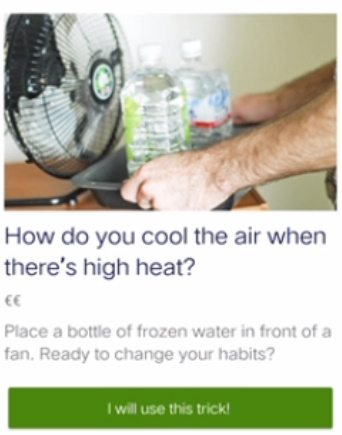 How do you cool the air when
there's high heat?
€€
Place a bottle of frozen water in front of a
fan. Ready to change your habits?
I will use this trick!